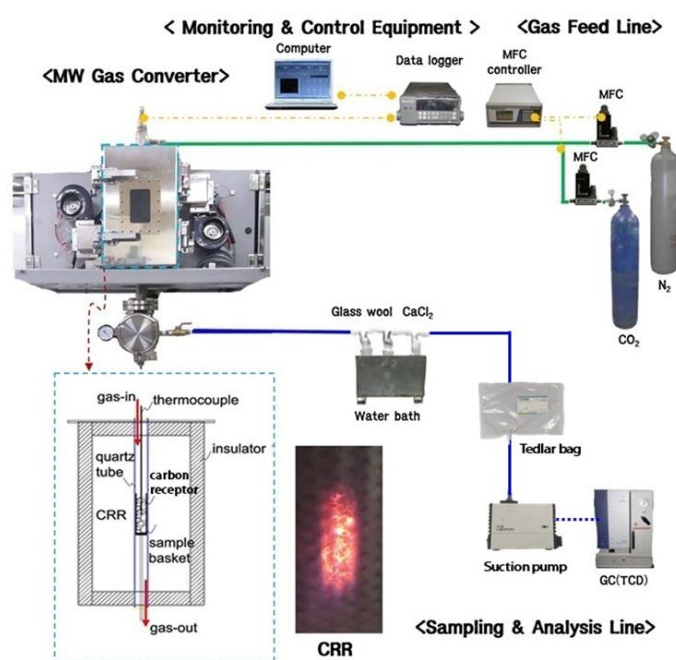 < Monitoring & Control Equipment >
<Gas Feed Line>
Computer
Data logger
MFC
controller
MFC
<MW Gas Converter>
MFC
N2
CO2
Glass wool CaCl2
Water bath
Tedlar bag
Suction pump
GC(TCD)
gas-in
thermocouple
insulator
quartz
tube
carbon
receptor
CRR
sample
basket
gas-out
CRR
<Sampling & Analysis Line>